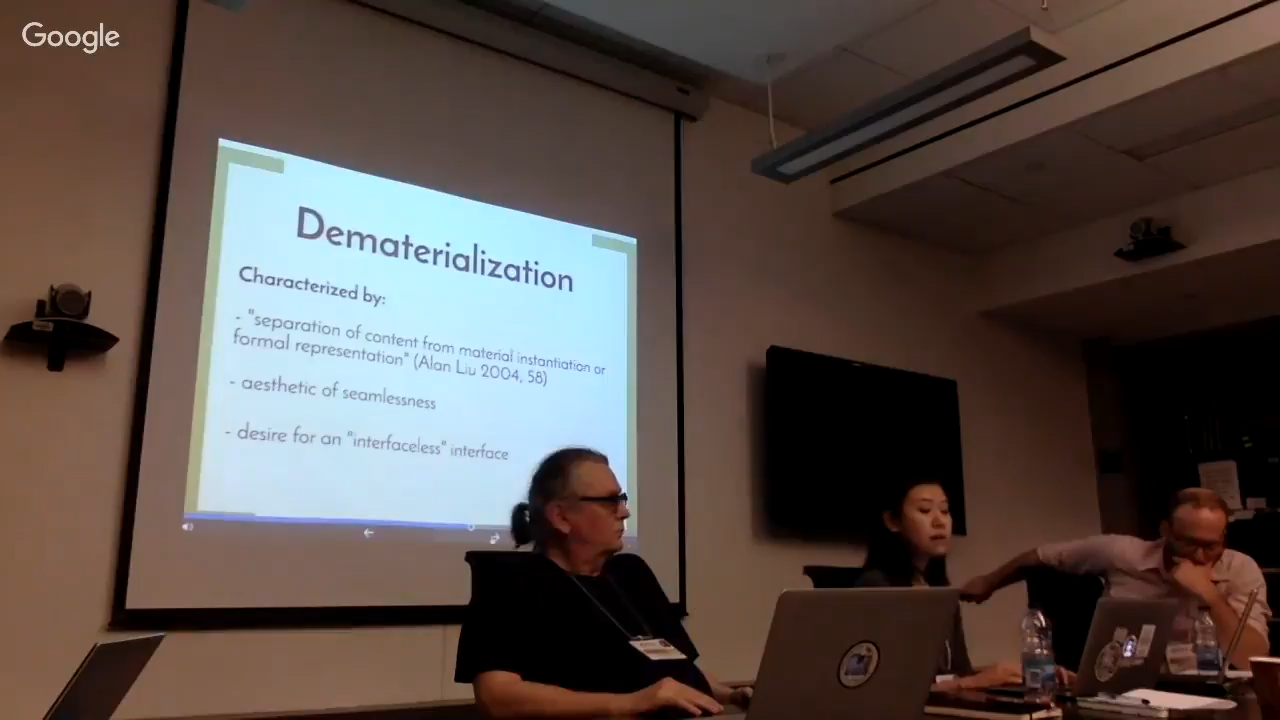 Google
Dematerialization
Characterized by:
- "separation of content from material instantiation or
formal representation" (Alan Liu 2004, 58)
- aesthetic of seamlessness
- desire for an "interfaceless" interface